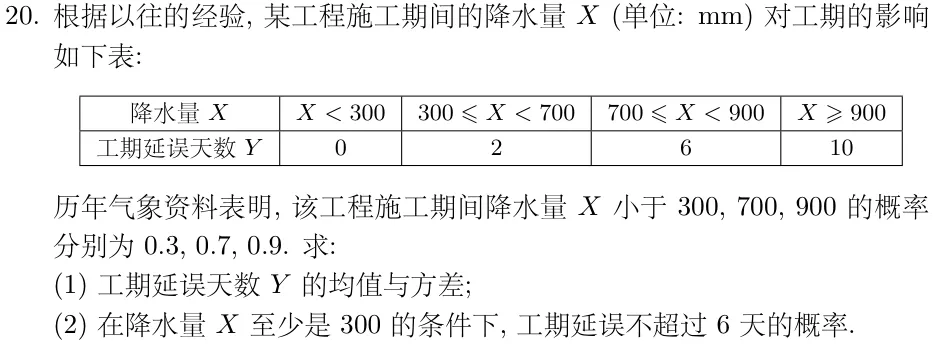 20. 根据以往的经验, 某工程施工期间的降水量 X (单位: mm) 对工期的影响
如下表:
降水量 X X < 300 300 ⩽ X < 700 700 ⩽ X < 900 X ⩾ 900
工期延误天数 Y 0 2 6 10
历年气象资料表明, 该工程施工期间降水量 X 小于 300, 700, 900 的概率
分别为 0.3, 0.7, 0.9. 求:
(1) 工期延误天数 Y 的均值与方差;
(2) 在降水量 X 至少是 300 的条件下, 工期延误不超过 6 天的概率.